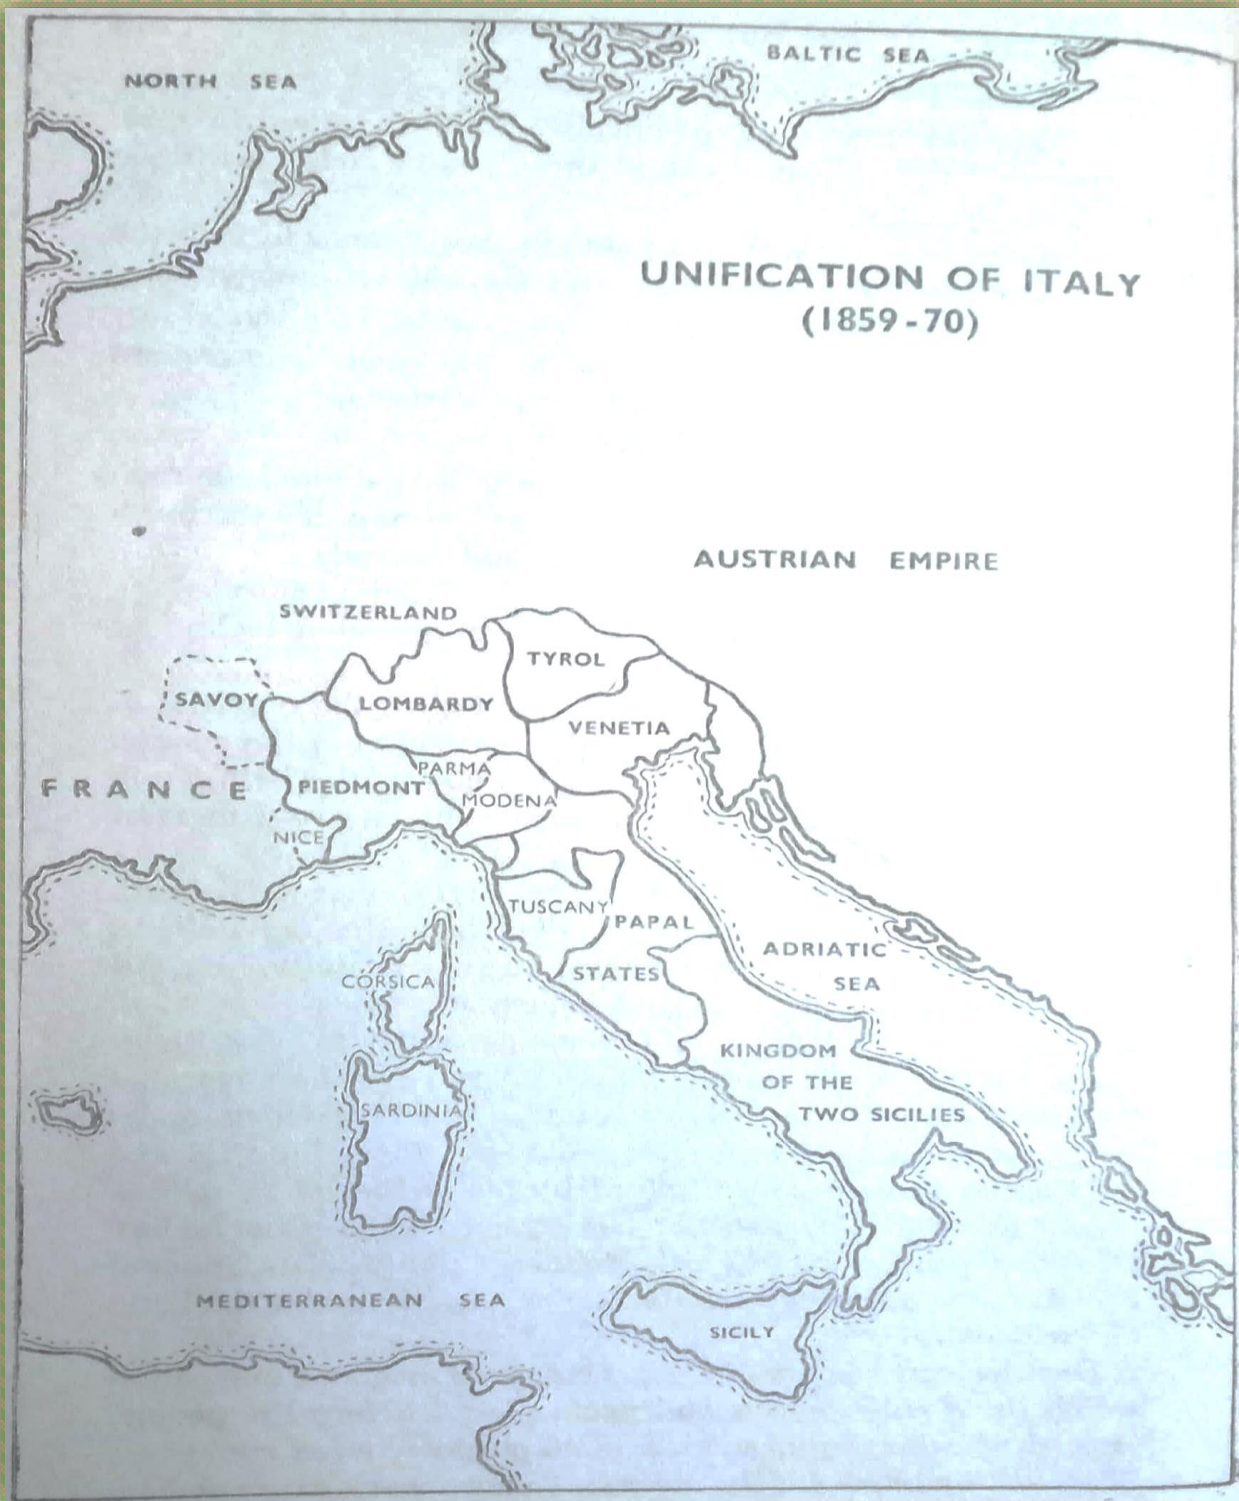 NORTH SEA
BALTIC SEA
UNIFICATION OF ITALY
(1859-70)
AUSTRIAN EMPIRE
SWITZERLAND
TYROL
SAVOY
LOMBARDY
VENETIA
PARMA
FRANCE
PIEDMONT
MODENA
NICE
TUSCANY
PAPAL
STATES
ADRIATIC
SEA
CORSICA
KINGDOM
OF THE
TWO SICILIES
SARDINIA
MEDITERRANEAN SEA
SICILY